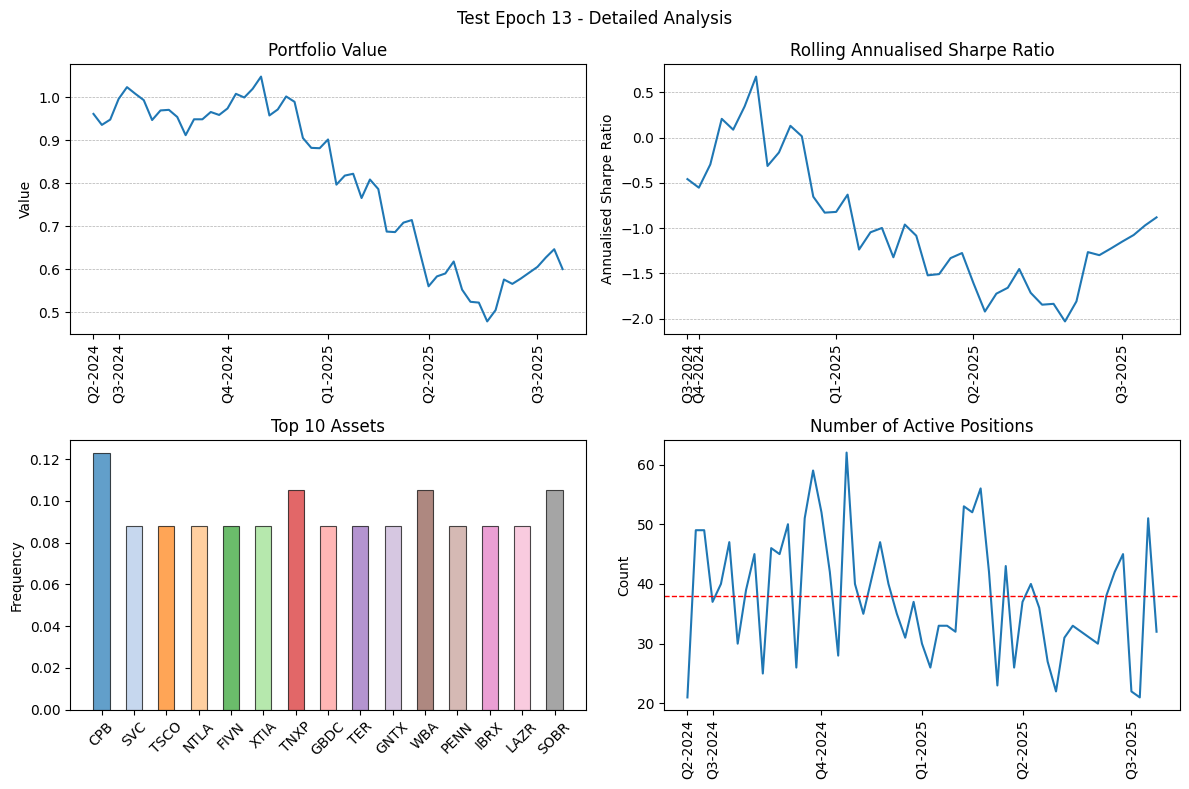 Test Epoch 13 - Detailed Analysis
Portfolio Value
Value
1.0
0.9
0.8
0.7
0.6
0.5
Q2-2024
Q3-2024
Q4-2024
Q1-2025
Q2-2025
Q3-2025
Rolling Annualised Sharpe Ratio
Annualised Sharpe Ratio
0.5
0.0
−0.5
−1.0
−1.5
−2.0
Q3-2024
Q4-2024
Q1-2025
Q2-2025
Q3-2025
Top 10 Assets
Frequency
0.12
0.10
0.08
0.06
0.04
0.02
0.00
CPB
SVC
TSCO
NTLA
FIVN
XTIA
TNXP
GBDC
TER
GNTX
WBA
PENN
IBRX
LAZR
SOBR
Number of Active Positions
Count
60
50
40
30
20
Q2-2024
Q3-2024
Q4-2024
Q1-2025
Q2-2025
Q3-2025